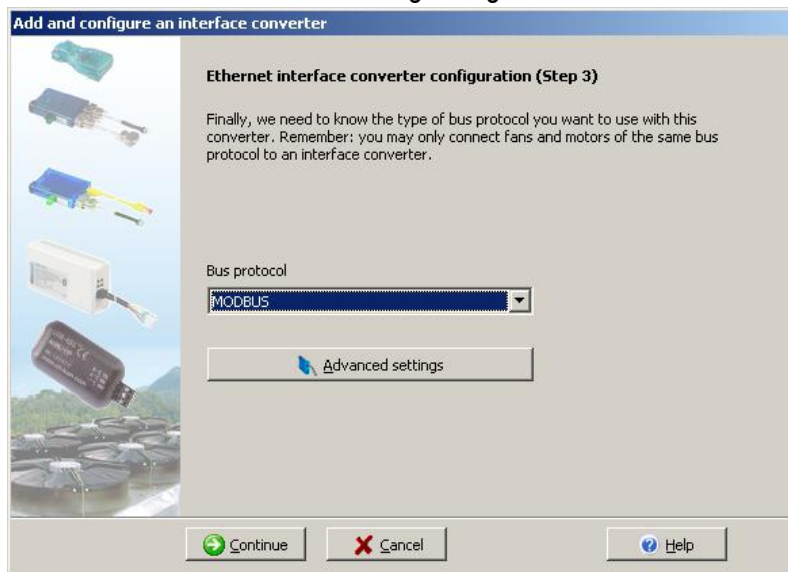 Add and configure an interface converter
Ethernet interface converter configuration (Step 3)
Finally, we need to know the type of bus protocol you want to use with this
converter. Remember: you may only connect fans and motors of the same bus
protocol to an interface converter.
Bus protocol
MODBUS
Advanced settings
Continue
Cancel
Help